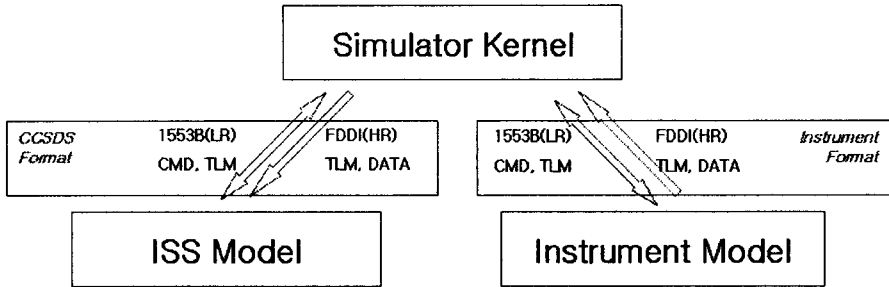 Simulator Kernel
CCSDS Format
1553B(LR)
CMD, TLM
FDDI(HR)
TLM, DATA
1553B(LR)
CMD, TLM
FDDI(HR)
TLM, DATA
Instrument Format
ISS Model
Instrument Model